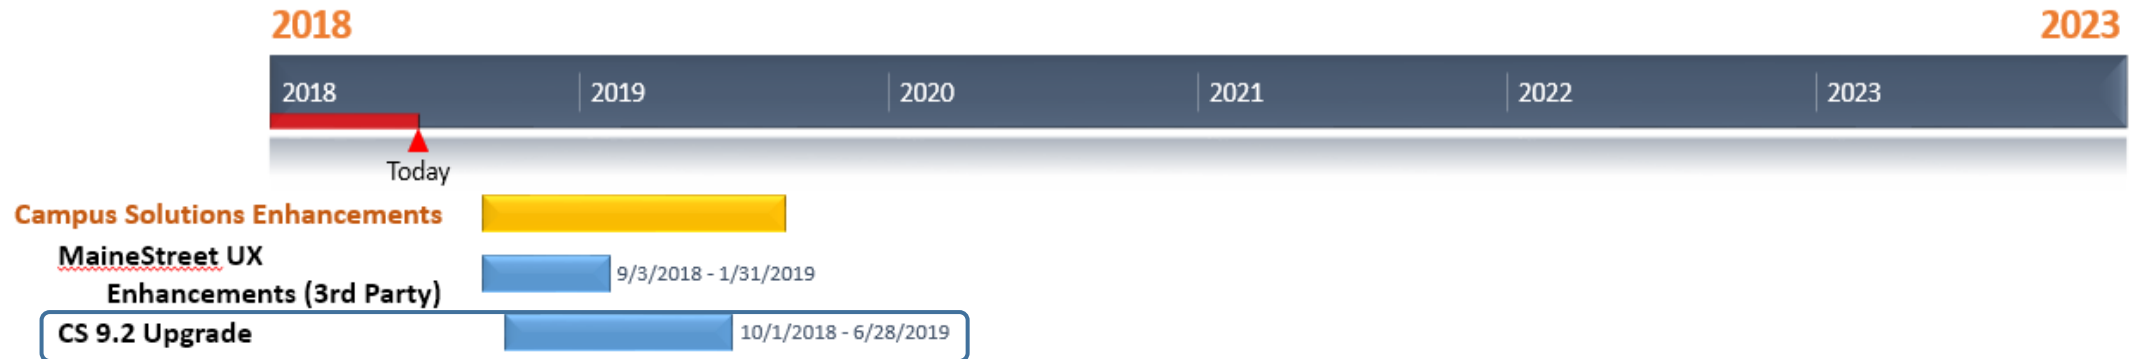 2018 2023
2018 2019 2020 2021 2022 2023
Today
Campus Solutions Enhancements
MaineStreet UX
Enhancements (3rd Party)
9/3/2018 - 1/31/2019
CS 9.2 Upgrade
10/1/2018 - 6/28/2019